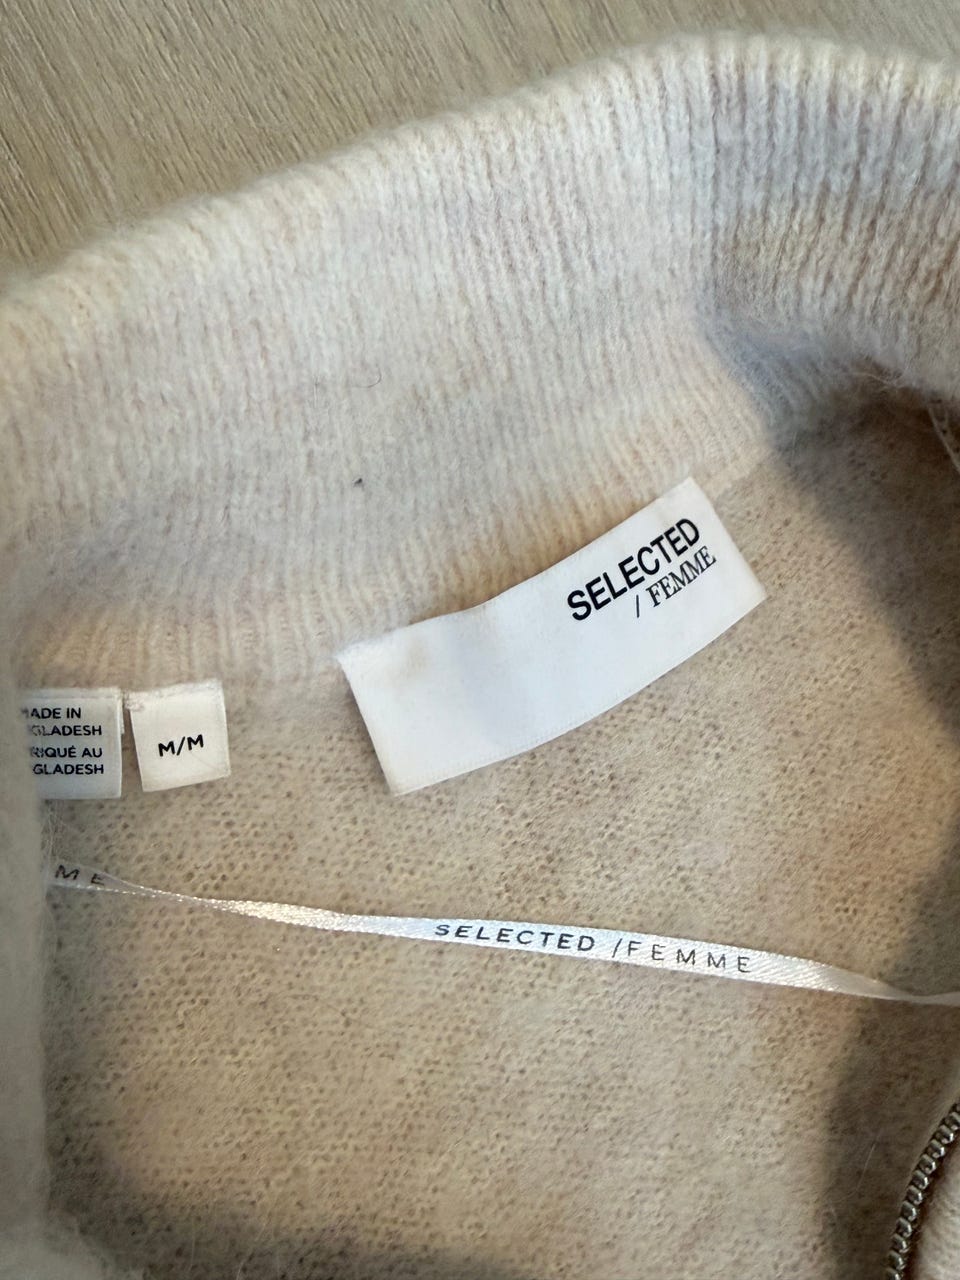 SELECTED
/ FEMME
MADE IN
GLADESH
RIQUÉ AU
GLADESH
M/M
M E
SELECTED /FEMME